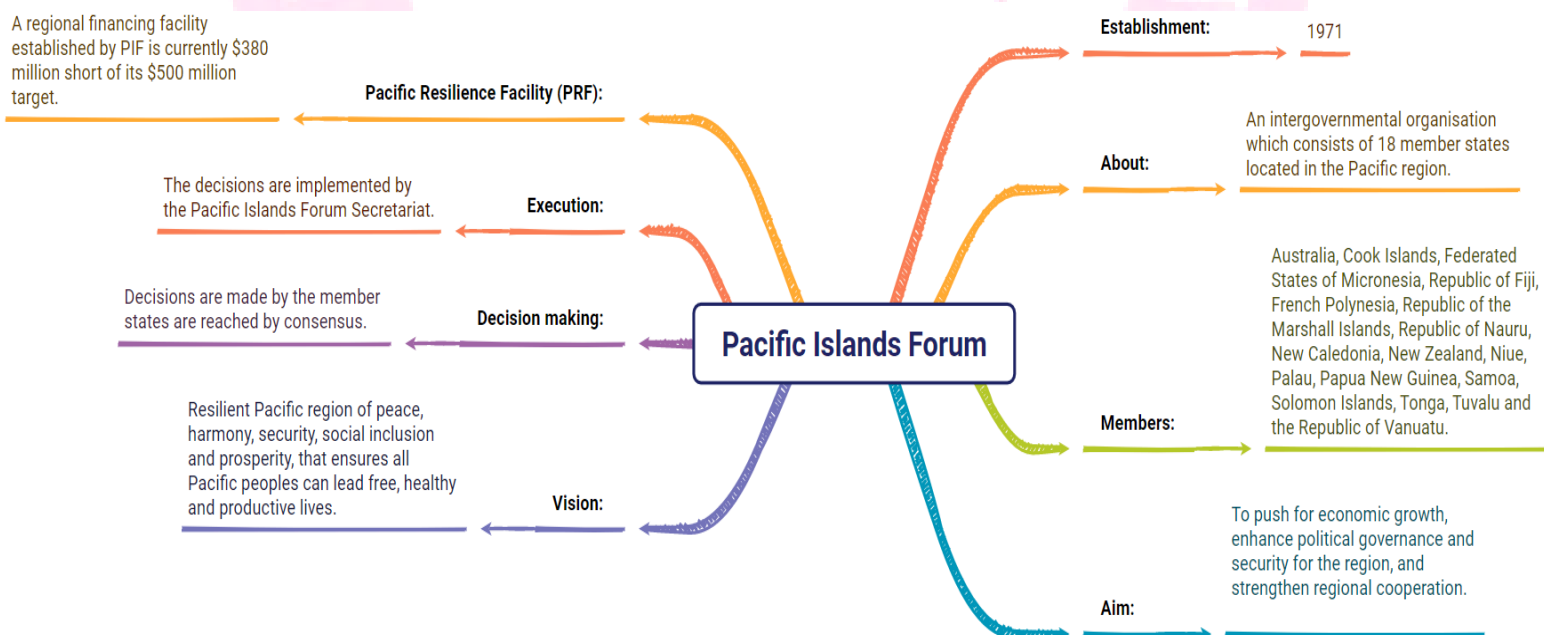 Pacific Islands Forum
Establishment:
1971
About:
An intergovernmental organisation
which consists of 18 member states
located in the Pacific region.
Members:
Australia, Cook Islands, Federated
States of Micronesia, Republic of Fiji,
French Polynesia, Republic of the
Marshall Islands, Republic of Nauru,
New Caledonia, New Zealand, Niue,
Palau, Papua New Guinea, Samoa,
Solomon Islands, Tonga, Tuvalu and
the Republic of Vanuatu.
Aim:
To push for economic growth,
enhance political governance and
security for the region, and
strengthen regional cooperation.
Pacific Resilience Facility (PRF):
A regional financing facility
established by PIF is currently $380
million short of its $500 million
target.
Execution:
The decisions are implemented by
the Pacific Islands Forum Secretariat.
Decision making:
Decisions are made by the member
states are reached by consensus.
Vision:
Resilient Pacific region of peace,
harmony, security, social inclusion
and prosperity, that ensures all
Pacific peoples can lead free, healthy
and productive lives.